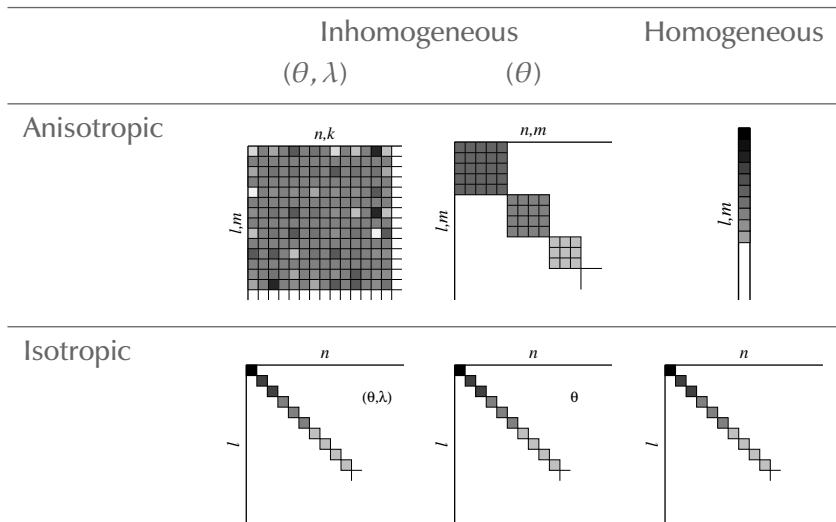 Inhomogeneous Homogeneous
(θ, λ) (θ)
Anisotropic
n,k n,m
l,m l,m l,m
Isotropic
n n n
(θ,λ) θ
l l l